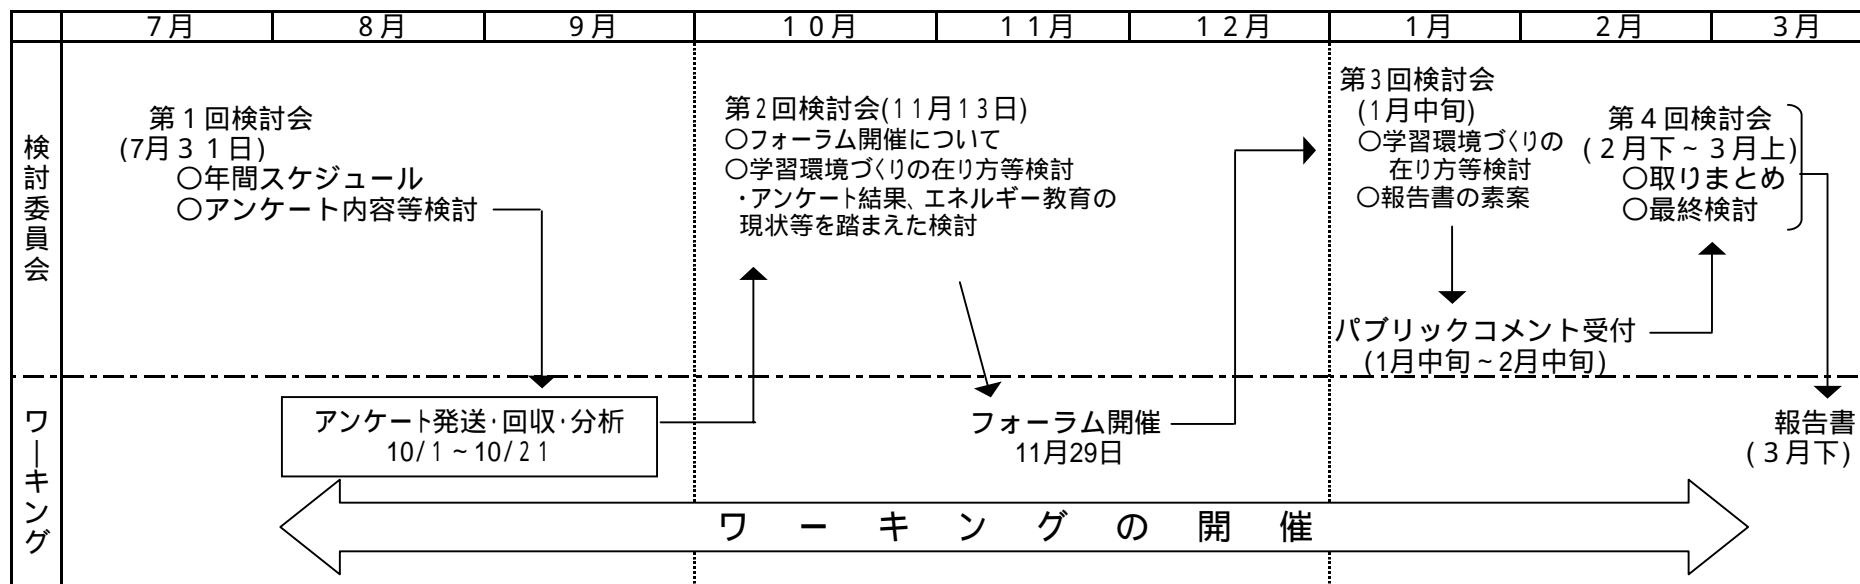 7月 8月 9月 10月 11月 12月 1月 2月 3月
検討委員会
第1回検討会
(7月31日)
○年間スケジュール
○アンケート内容等検討
第2回検討会(11月13日)
○フォーラム開催について
○学習環境づくりの在り方等検討
・アンケート結果、エネルギー教育の
現状等を踏まえた検討
第3回検討会
(1月中旬)
○学習環境づくりの
在り方等検討
○報告書の素案
第4回検討会
(2月下~3月上)
○取りまとめ
○最終検討
パブリックコメント受付
(1月中旬~2月中旬)
ワーキング
アンケート発送・回収・分析
10/1~10/21
フォーラム開催
11月29日
報告書
(3月下)
ワーキングの開催